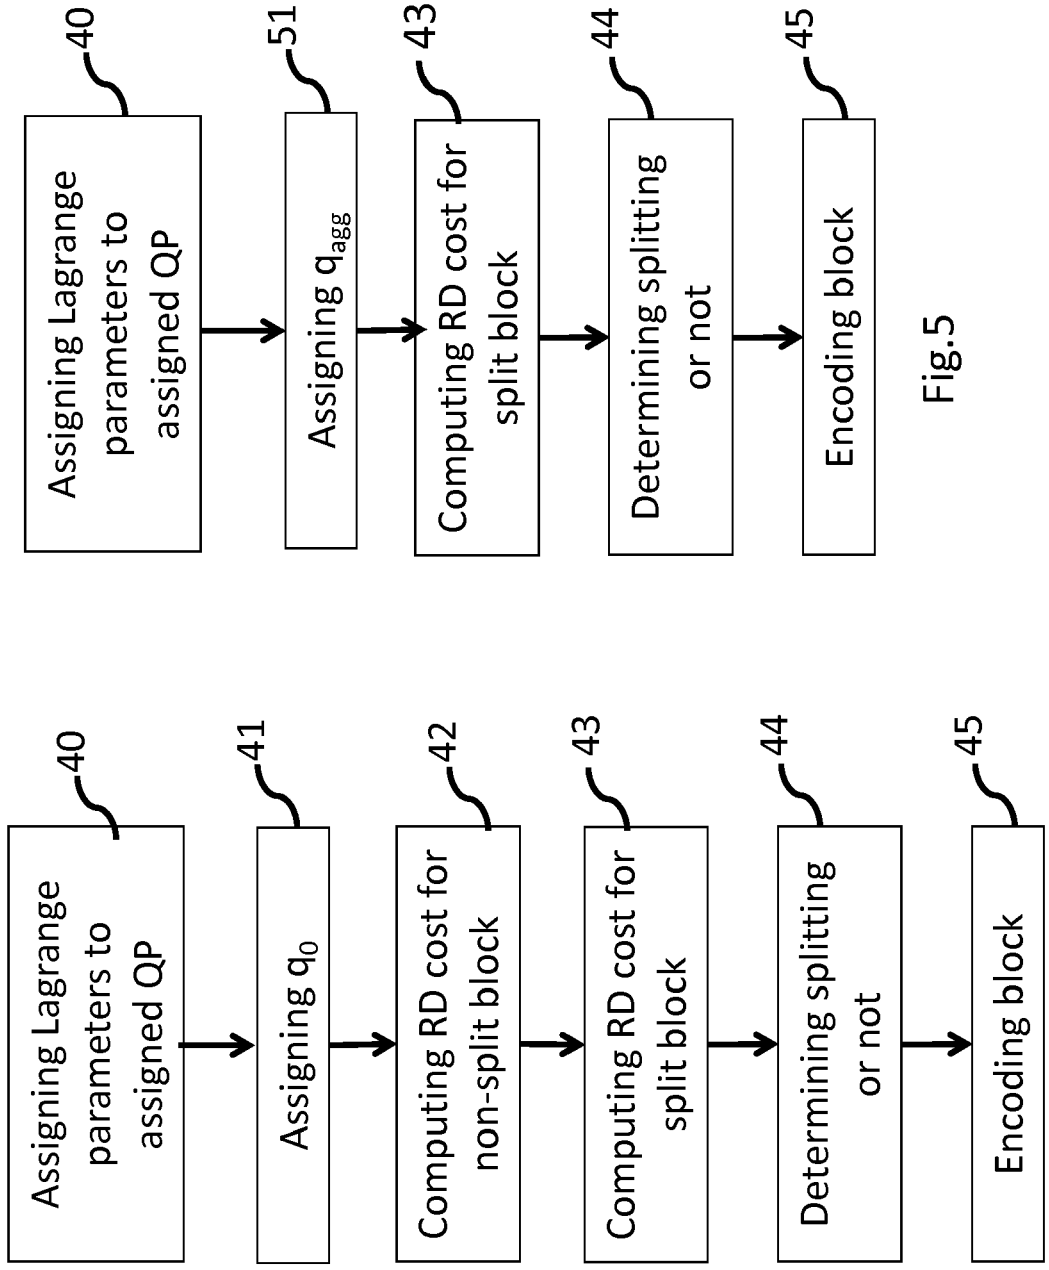 40
Assigning Lagrange
parameters to
assigned QP
41
Assigning q0
42
Computing RD cost for
non-split block
43
Computing RD cost for
split block
44
Determining splitting
or not
45
Encoding block
40
Assigning Lagrange
parameters to
assigned QP
51
Assigning qagg
43
Computing RD cost for
split block
44
Determining splitting
or not
45
Encoding block
Fig.5